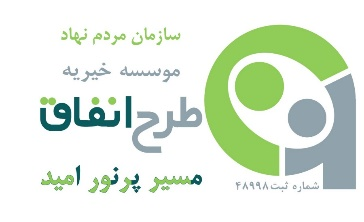 سازمان مردم نهاد
موسسه خیریه
طرح انفاق
مسیر پرنور امید
شماره ثبت ۴۸۹۹۸